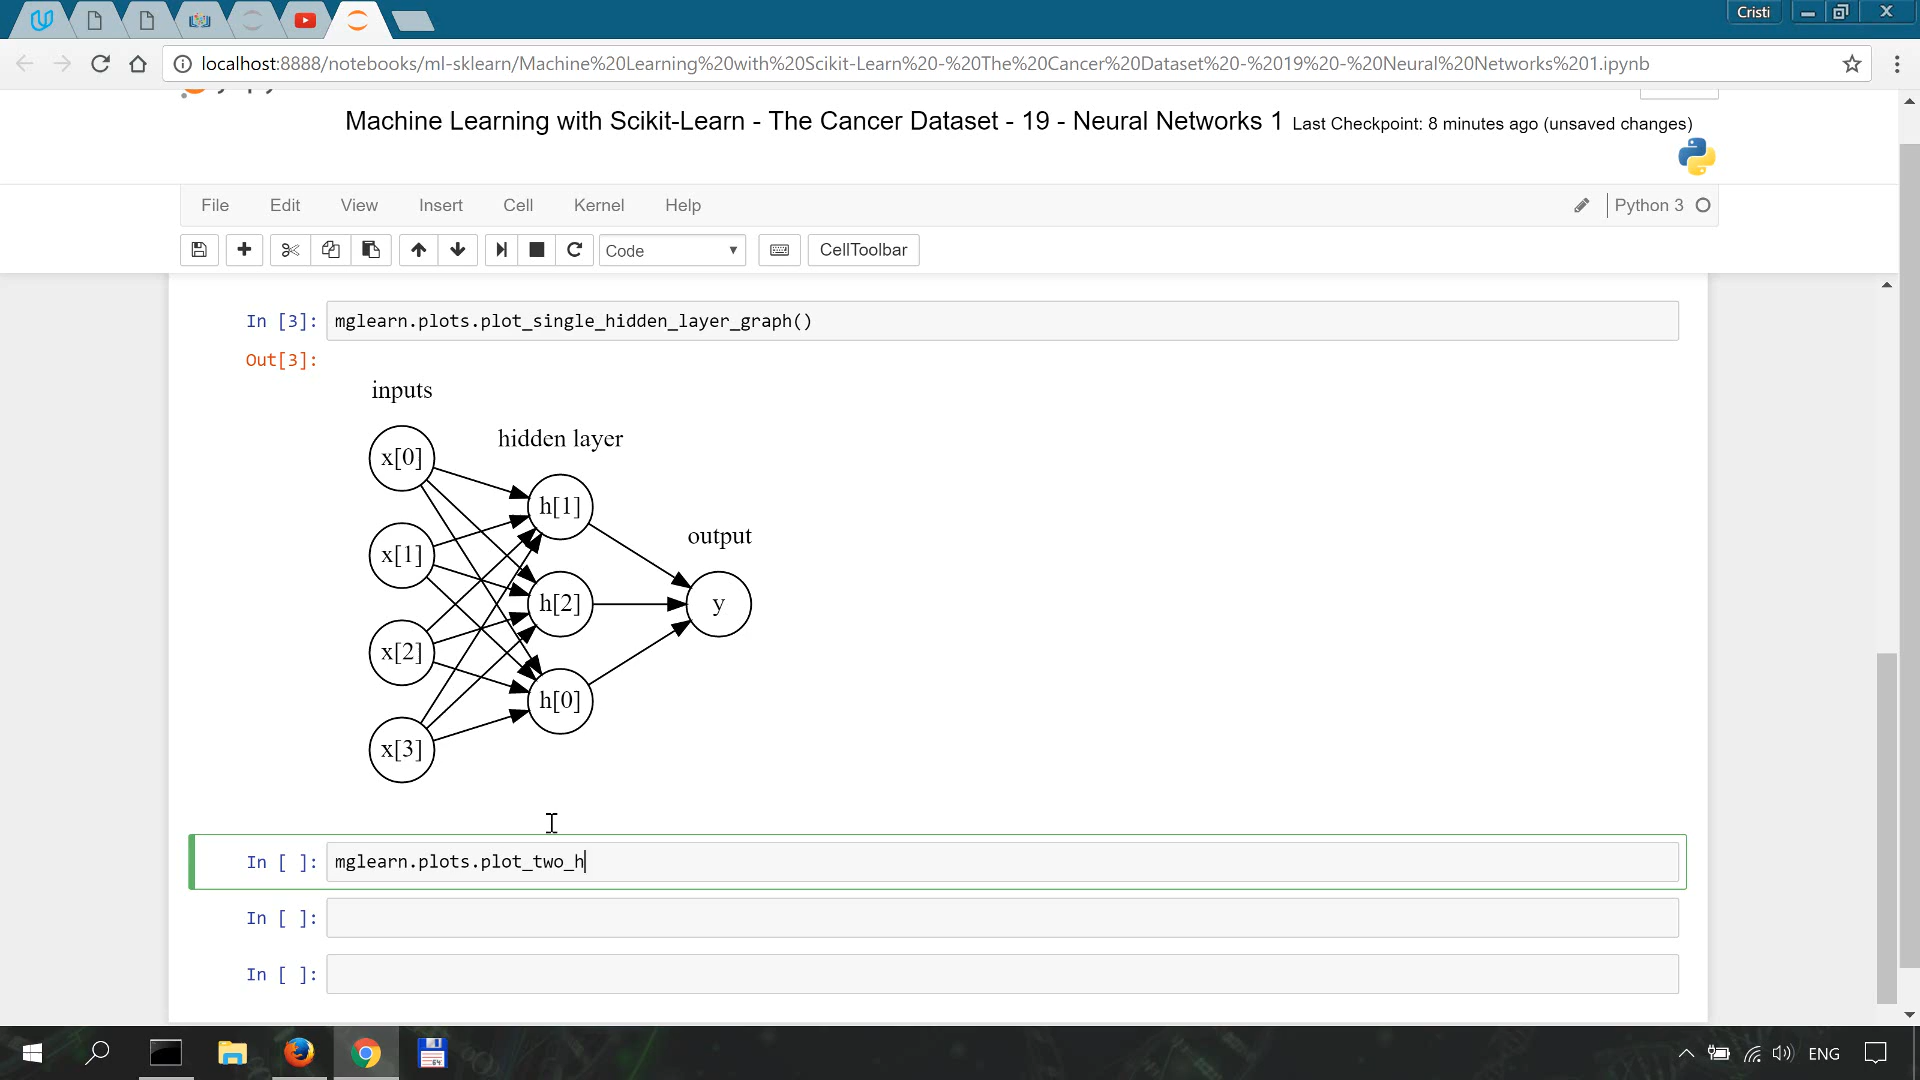 Cristi
localhost:8888/notebooks/ml-sklearn/Machine%20Learning%20with%20Scikit-Learn%20-%20The%20Cancer%20Dataset%20-%2019%20-%20Neural%20Networks%201.ipynb
Machine Learning with Scikit-Learn - The Cancer Dataset - 19 - Neural Networks 1 Last Checkpoint: 8 minutes ago (unsaved changes)
File Edit View Insert Cell Kernel Help Python 3
Code CellToolbar
In [3]: mglearn.plots.plot_single_hidden_layer_graph()
Out[3]:
inputs
hidden layer
x[0]
h[1]
output
x[1]
h[2]
y
x[2]
h[0]
x[3]
In [ ]: mglearn.plots.plot_two_h
In [ ]:
In [ ]:
ENG